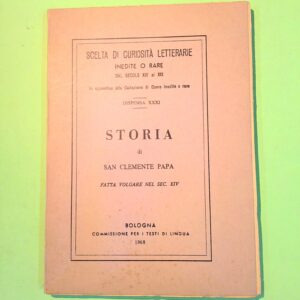 SCELTA DI CURIOSITÀ LETTERARIE
INEDITE O RARE
DAL SECOLO XIII AL XIX
In appendice alla Collezione di Opere inedite o rare
DISPENSA XXXI
STORIA
di
SAN CLEMENTE PAPA
FATTA VOLGARE NEL SEC. XIV
BOLOGNA
COMMISSIONE PER I TESTI DI LINGUA
1968